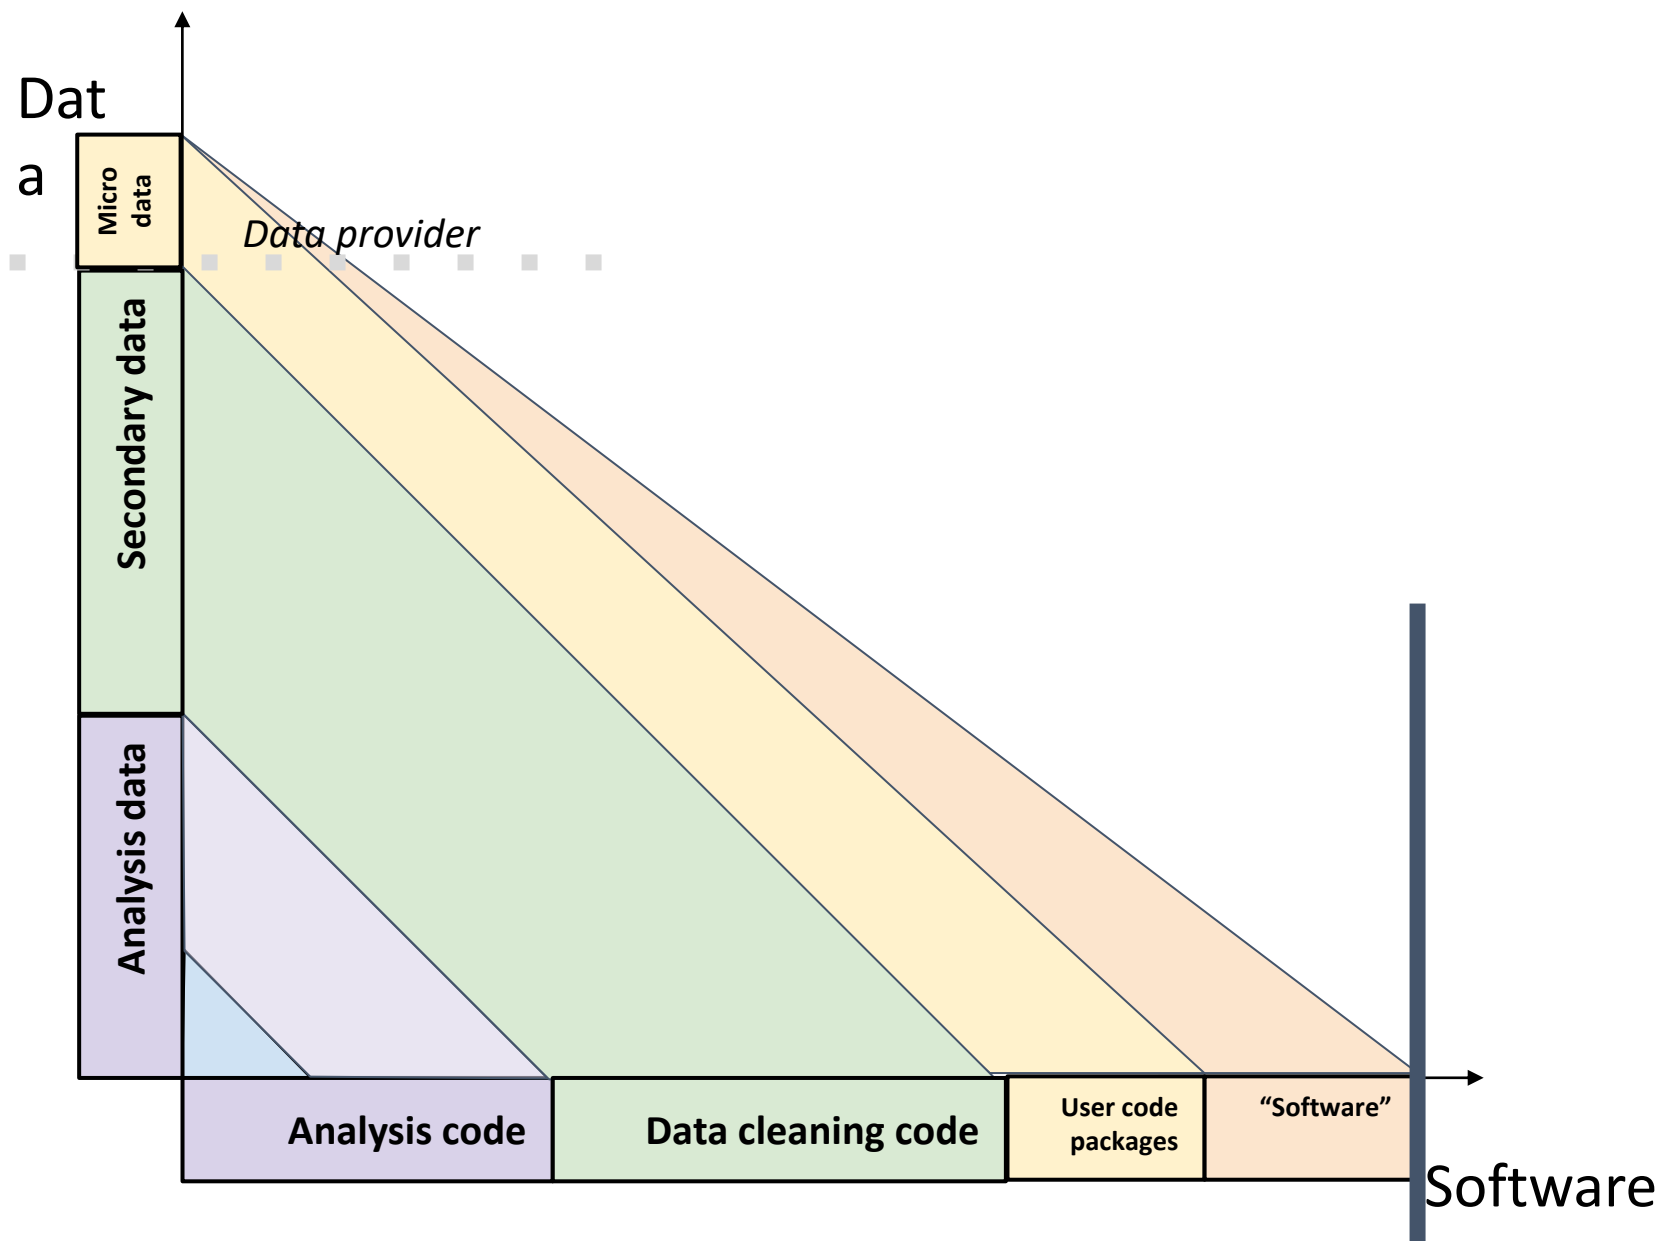 Dat
a
Micro
data
Data provider
Secondary data
Analysis data
Analysis code
Data cleaning code
User code
packages
“Software”
Software